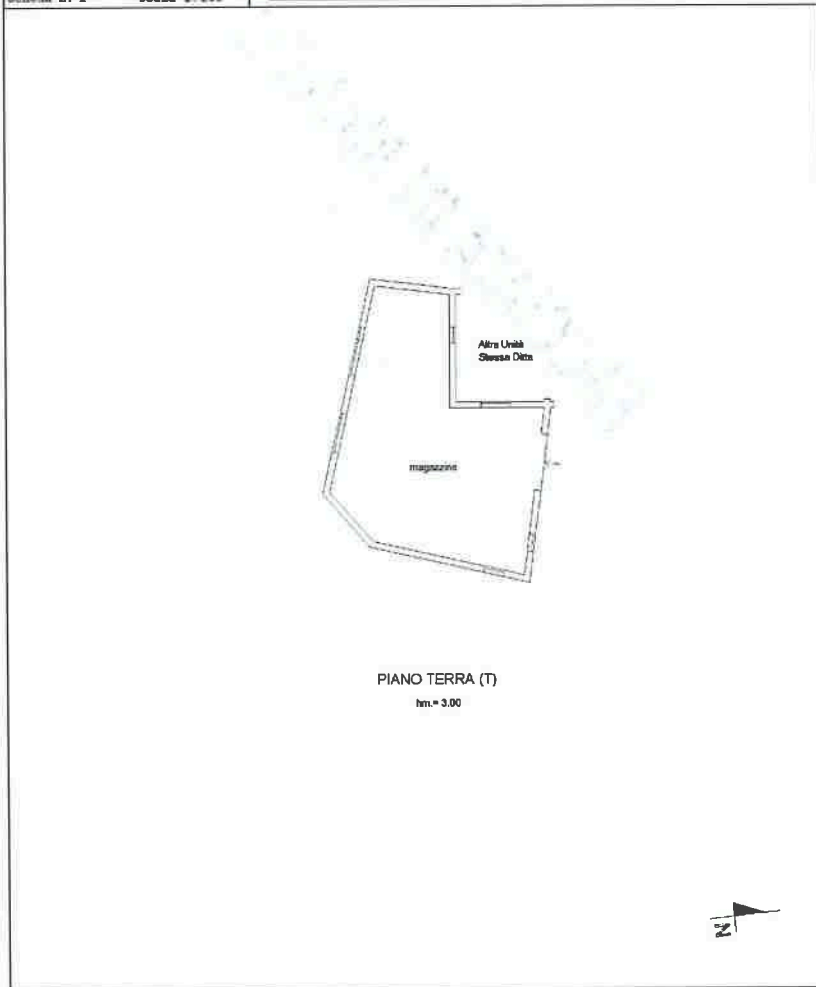 Altra Unità
Stessa Ditta
magazzino
PIANO TERRA (T)
hm.= 3.00
N